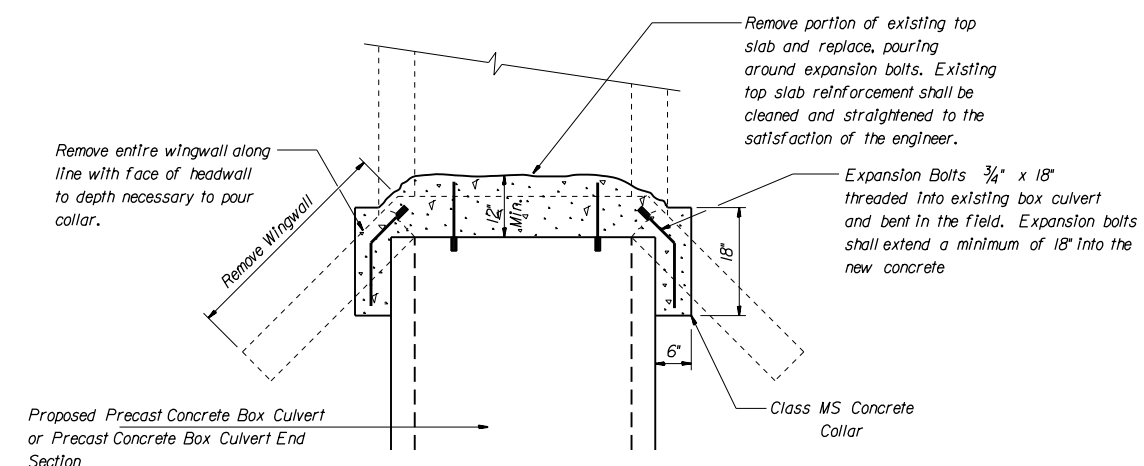 Remove portion of existing top
slab and replace, pouring
around expansion bolts. Existing
top slab reinforcement shall be
cleaned and straightened to the
satisfaction of the engineer.
Remove entire wingwall along
line with face of headwall
to depth necessary to pour
collar.
Remove Wingwall
12"
Min.
Expansion Bolts ¾" x 18"
threaded into existing box culvert
and bent in the field. Expansion bolts
shall extend a minimum of 18" into the
new concrete
18"
6"
Class MS Concrete
Collar
Proposed Precast Concrete Box Culvert
or Precast Concrete Box Culvert End
Section